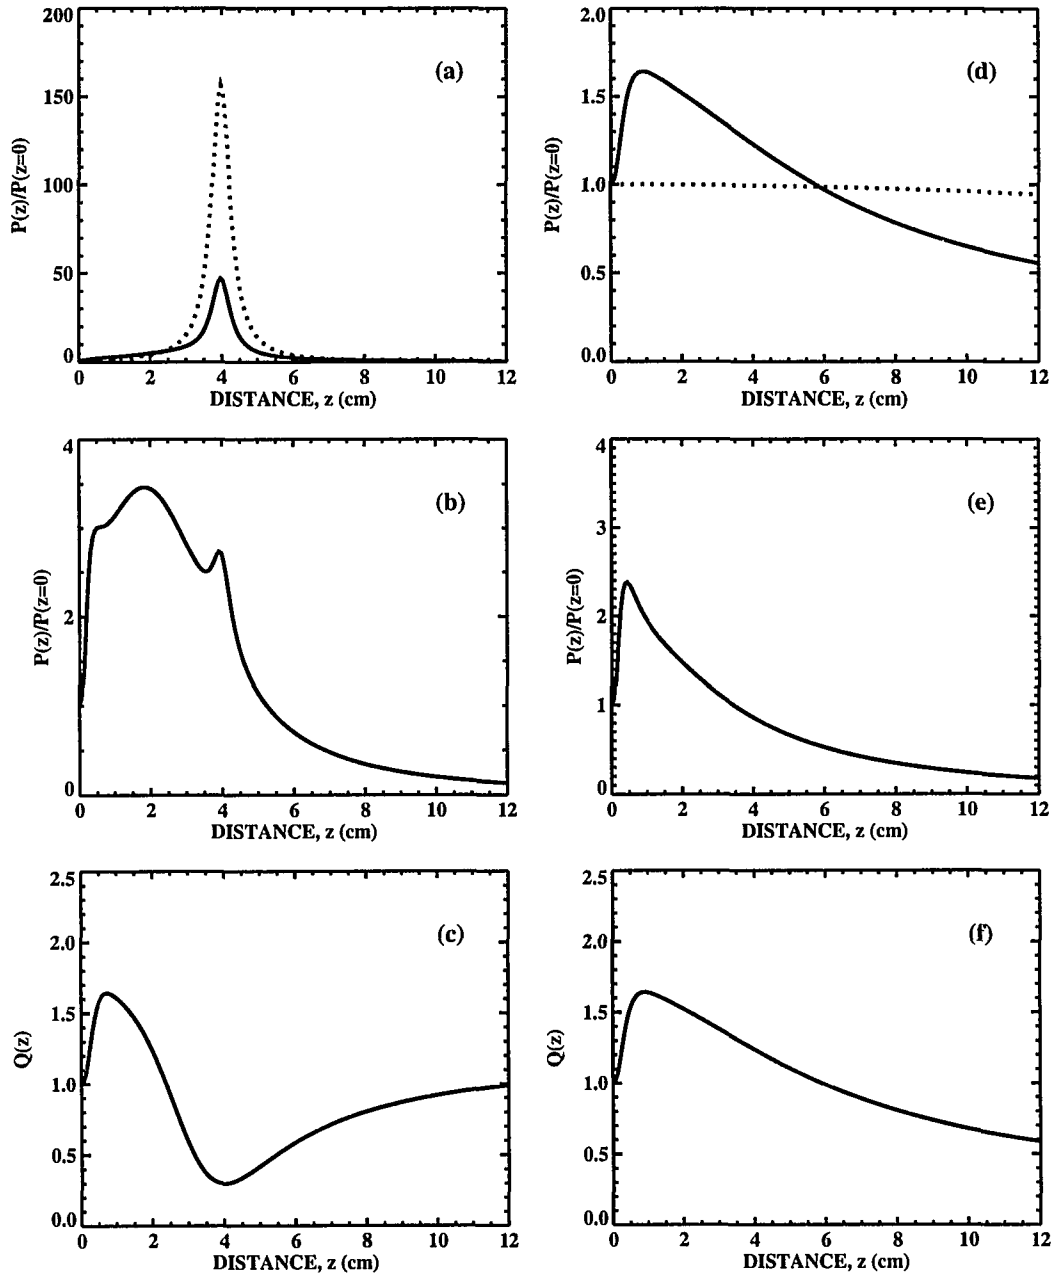 200
150
100
50
0
P(z)/P(z=0)
(a)
0 2 4 6 8 10 12
DISTANCE, z (cm)
2.0
1.5
1.0
0.5
0.0
P(z)/P(z=0)
(d)
0 2 4 6 8 10 12
DISTANCE, z (cm)
4
2
0
P(z)/P(z=0)
(b)
0 2 4 6 8 10 12
DISTANCE, z (cm)
4
3
2
1
0
P(z)/P(z=0)
(e)
0 2 4 6 8 10 12
DISTANCE, z (cm)
2.5
2.0
1.5
1.0
0.5
0.0
Q(z)
(c)
0 2 4 6 8 10 12
DISTANCE, z (cm)
2.5
2.0
1.5
1.0
0.5
0.0
Q(z)
(f)
0 2 4 6 8 10 12
DISTANCE, z (cm)